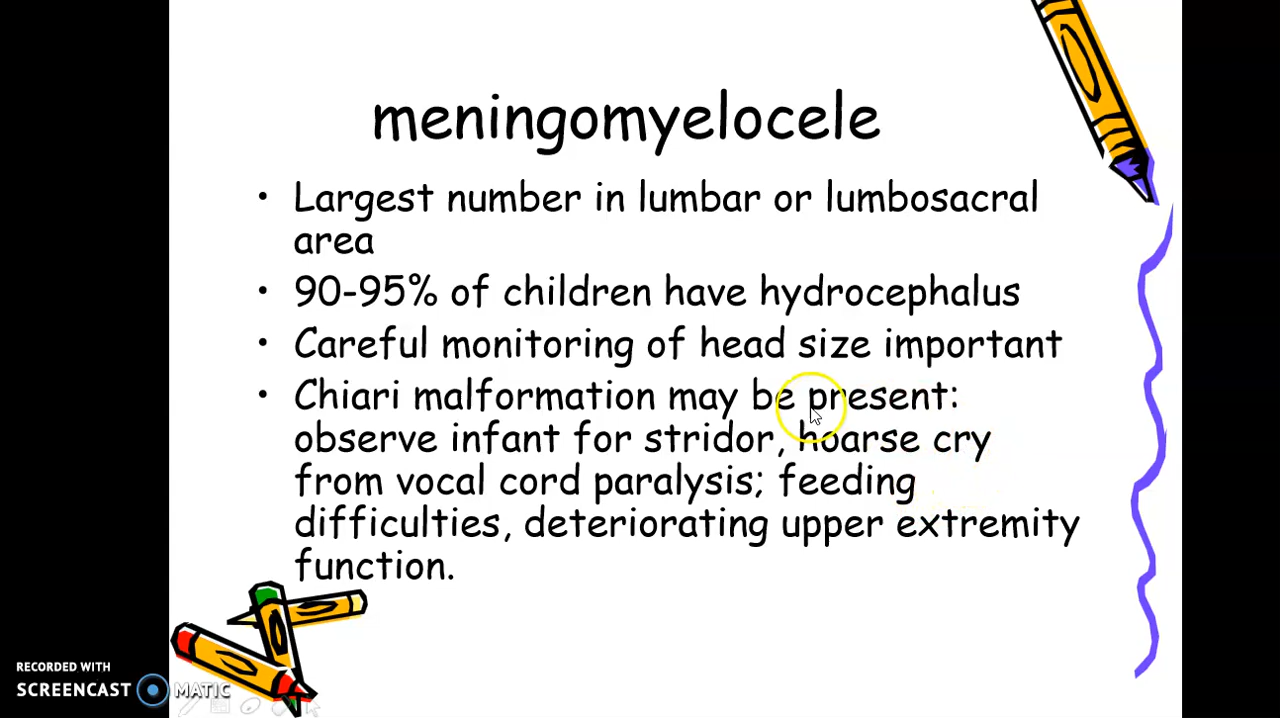 meningomyelocele
• Largest number in lumbar or lumbosacral
area
• 90-95% of children have hydrocephalus
• Careful monitoring of head size important
• Chiari malformation may be present:
observe infant for stridor, hoarse cry
from vocal cord paralysis; feeding
difficulties, deteriorating upper extremity
function.
RECORDED WITH
SCREENCAST MATIC